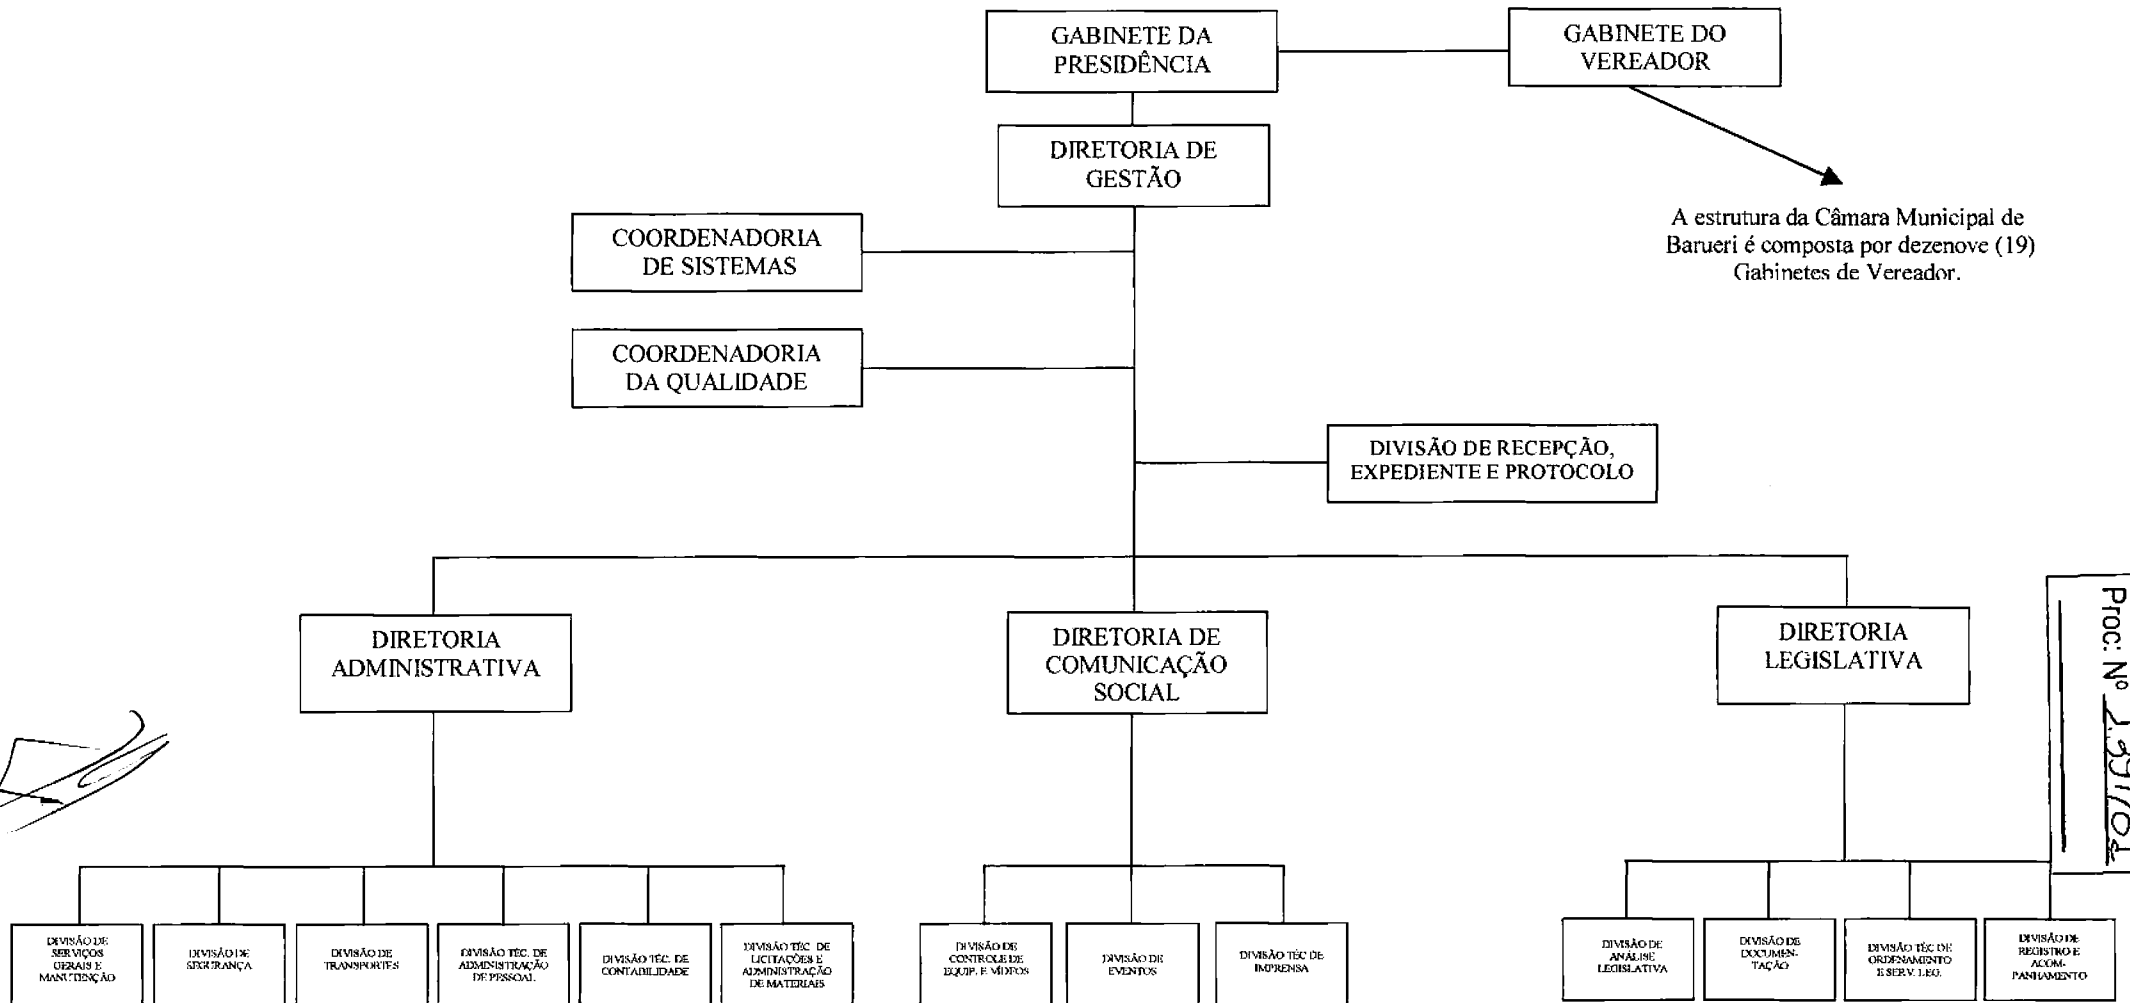 GABINETE DA
PRESIDÊNCIA
GABINETE DO
VEREADOR
DIRETORIA DE
GESTÃO
A estrutura da Câmara Municipal de
Barueri é composta por dezenove (19)
Gabinetes de Vereador.
COORDENADORIA
DE SISTEMAS
COORDENADORIA
DA QUALIDADE
DIVISÃO DE RECEPÇÃO,
EXPEDIENTE E PROTOCOLO
DIRETORIA
ADMINISTRATIVA
DIRETORIA DE
COMUNICAÇÃO
SOCIAL
DIRETORIA
LEGISLATIVA
Proc: Nº
DIVISÃO DE
SERVIÇOS
GERAIS E
MANUTENÇÃO
DIVISÃO DE
SEGURANÇA
DIVISÃO DE
TRANSPORTES
DIVISÃO TÉC. DE
ADMINISTRAÇÃO
DE PESSOAL
DIVISÃO TÉC. DE
CONTABILIDADE
DIVISÃO TÉC. DE
LICITAÇÕES E
ADMINISTRAÇÃO
DE MATERIAIS
DIVISÃO DE
CONTROLE DE
EQUIP. E VÍDEOS
DIVISÃO DE
EVENTOS
DIVISÃO TÉC DE
IMPRENSA
DIVISÃO DE
ANÁLISE
LEGISLATIVA
DIVISÃO DE
DOCUMEN-
TAÇÃO
DIVISÃO TÉC DE
ORDENAMENTO
E SERV. LEG.
DIVISÃO DE
REGISTRO E
ACOM-
PANHAMENTO